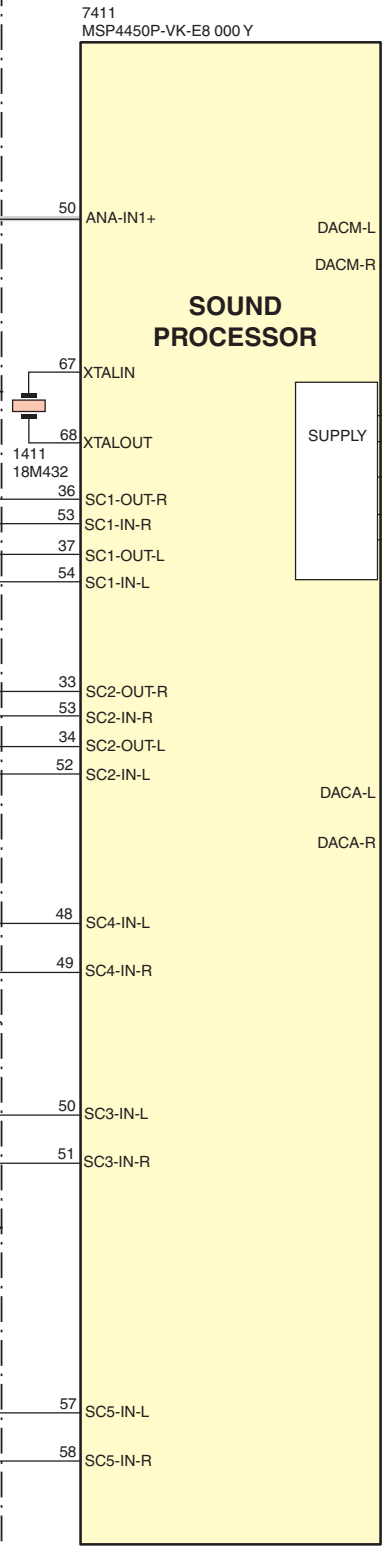 7411
MSP4450P-VK-E8 000 Y
50 ANA-IN1+
DACM-L
DACM-R
SOUND
PROCESSOR
67 XTALIN
SUPPLY
68 XTALOUT
1411
18M432
36 SC1-OUT-R
53 SC1-IN-R
37 SC1-OUT-L
54 SC1-IN-L
33 SC2-OUT-R
53 SC2-IN-R
34 SC2-OUT-L
52 SC2-IN-L
DACA-L
DACA-R
48 SC4-IN-L
49 SC4-IN-R
50 SC3-IN-L
51 SC3-IN-R
57 SC5-IN-L
58 SC5-IN-R